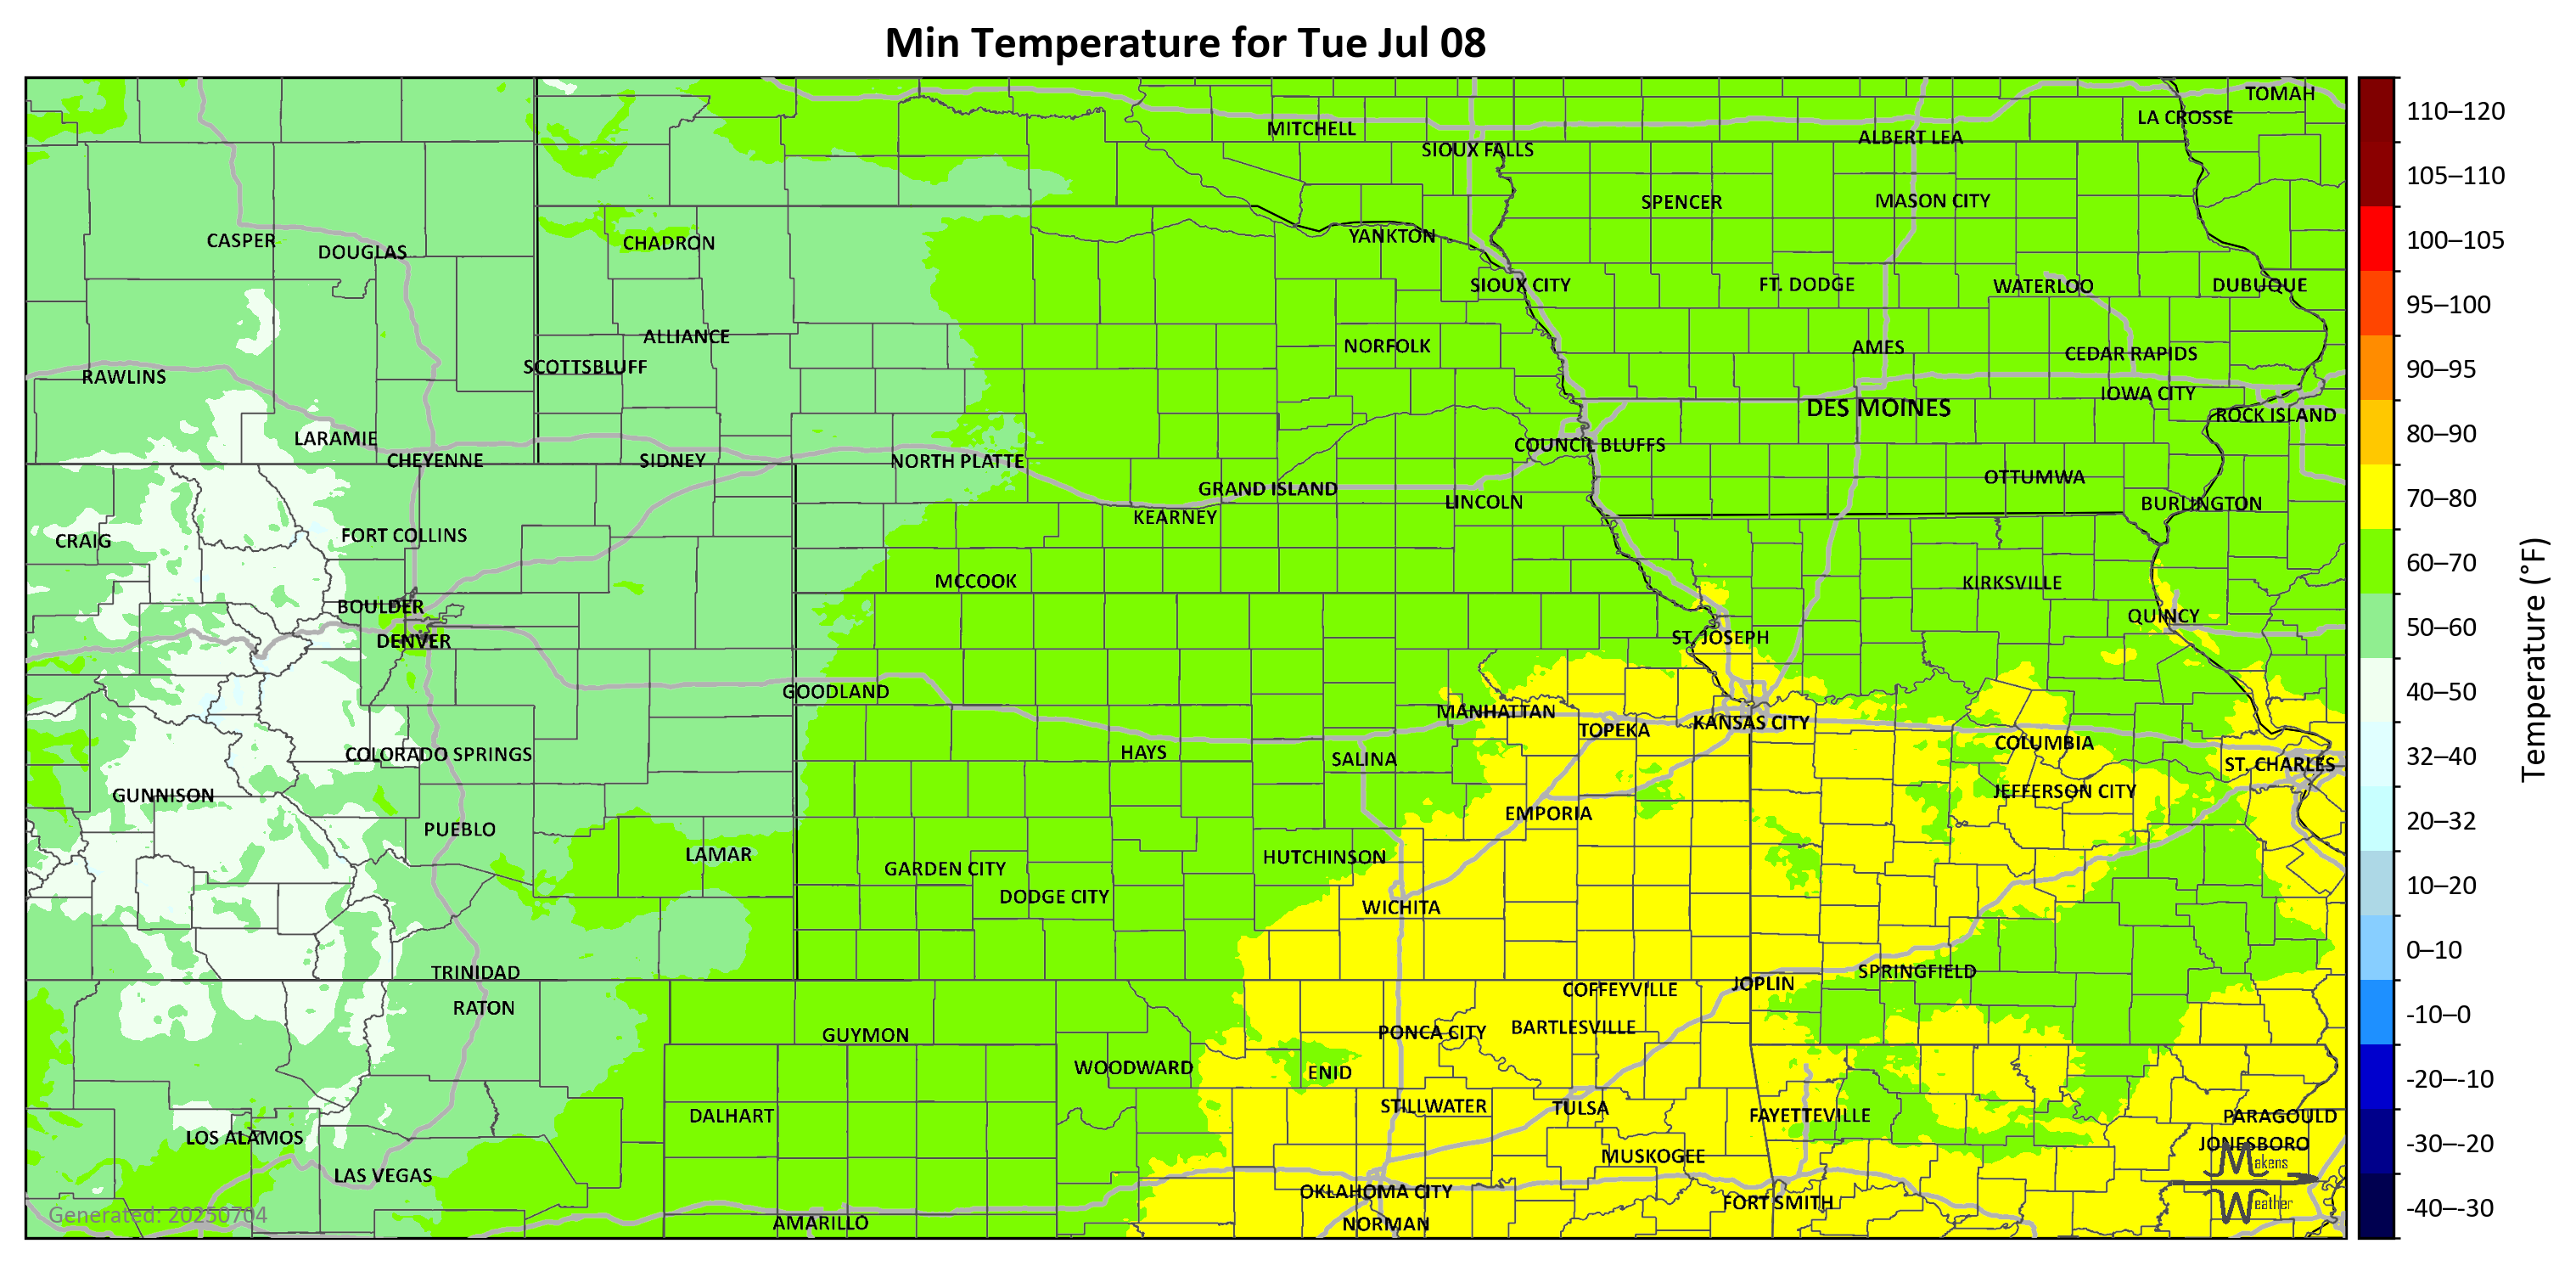 Min Temperature for Tue Jul 08
TOMAH
LA CROSSE
MITCHELL
ALBERT LEA
SIOUX FALLS
SPENCER
MASON CITY
CASPER
DOUGLAS
CHADRON
YANKTON
SIOUX CITY
FT. DODGE
WATERLOO
DUBUQUE
ALLIANCE
NORFOLK
AMES
CEDAR RAPIDS
SCOTTSBLUFF
RAWLINS
IOWA CITY
DES MOINES
ROCK ISLAND
LARAMIE
COUNCIL BLUFFS
CHEYENNE
SIDNEY
NORTH PLATTE
OTTUMWA
GRAND ISLAND
LINCOLN
BURLINGTON
KEARNEY
FORT COLLINS
CRAIG
MCCOOK
KIRKSVILLE
BOULDER
QUINCY
DENVER
ST. JOSEPH
GOODLAND
MANHATTAN
KANSAS CITY
TOPEKA
COLUMBIA
COLORADO SPRINGS
HAYS
SALINA
ST. CHARLES
GUNNISON
JEFFERSON CITY
EMPORIA
PUEBLO
LAMAR
HUTCHINSON
GARDEN CITY
DODGE CITY
WICHITA
TRINIDAD
SPRINGFIELD
JOPLIN
COFFEYVILLE
RATON
BARTLESVILLE
PONCA CITY
GUYMON
WOODWARD
ENID
STILLWATER
TULSA
DALHART
FAYETTEVILLE
PARAGOULD
LOS ALAMOS
JONESBORO
MUSKOGEE
LAS VEGAS
OKLAHOMA CITY
FORT SMITH
AMARILLO
NORMAN
Generated: 20250704
Makens
Weather
110–120
105–110
100–105
95–100
90–95
80–90
70–80
60–70
50–60
40–50
32–40
20–32
10–20
0–10
-10–0
-20–-10
-30–-20
-40–-30
Temperature (°F)